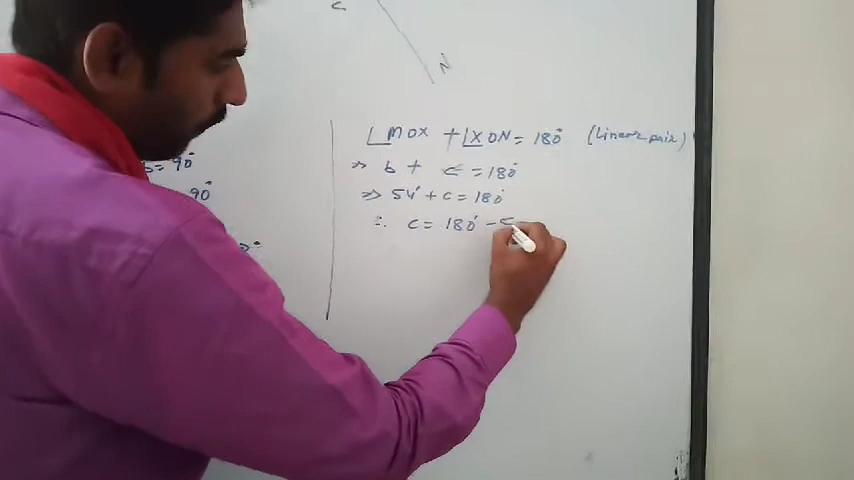 C
N
b = 90°
90°
∠MOX + ∠XON = 180° (Linear pair)
⇒ b + c = 180°
⇒ 54° + c = 180°
∴ c = 180° - 5